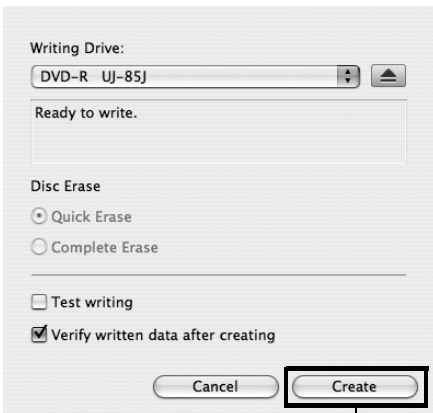 Writing Drive:
DVD-R UJ-85J
Ready to write.
Disc Erase
Quick Erase
Complete Erase
Test writing
Verify written data after creating
Cancel Create